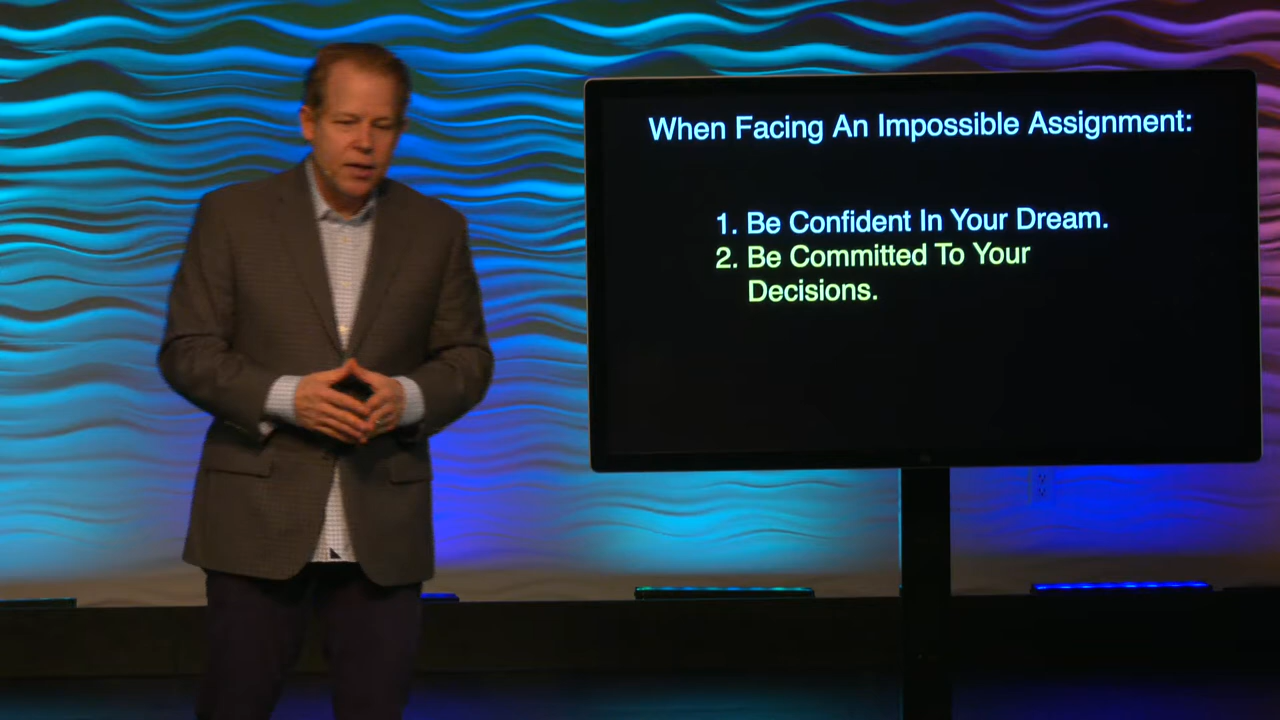 When Facing An Impossible Assignment:
1. Be Confident In Your Dream.
2. Be Committed To Your
Decisions.